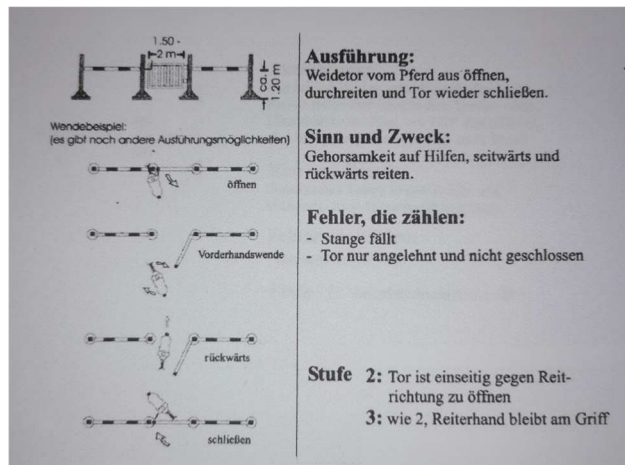 1.50 -
2 m
ca.
1.20 m
Wendebeispiel:
(es gibt noch andere Ausführungsmöglichkeiten)
öffnen
Vorderhandswende
rückwärts
schließen
Ausführung:
Weidetor vom Pferd aus öffnen,
durchreiten und Tor wieder schließen.
Sinn und Zweck:
Gehorsamkeit auf Hilfen, seitwärts und
rückwärts reiten.
Fehler, die zählen:
- Stange fällt
- Tor nur angelehnt und nicht geschlossen
Stufe 2: Tor ist einseitig gegen Reit-
richtung zu öffnen
3: wie 2, Reiterhand bleibt am Griff